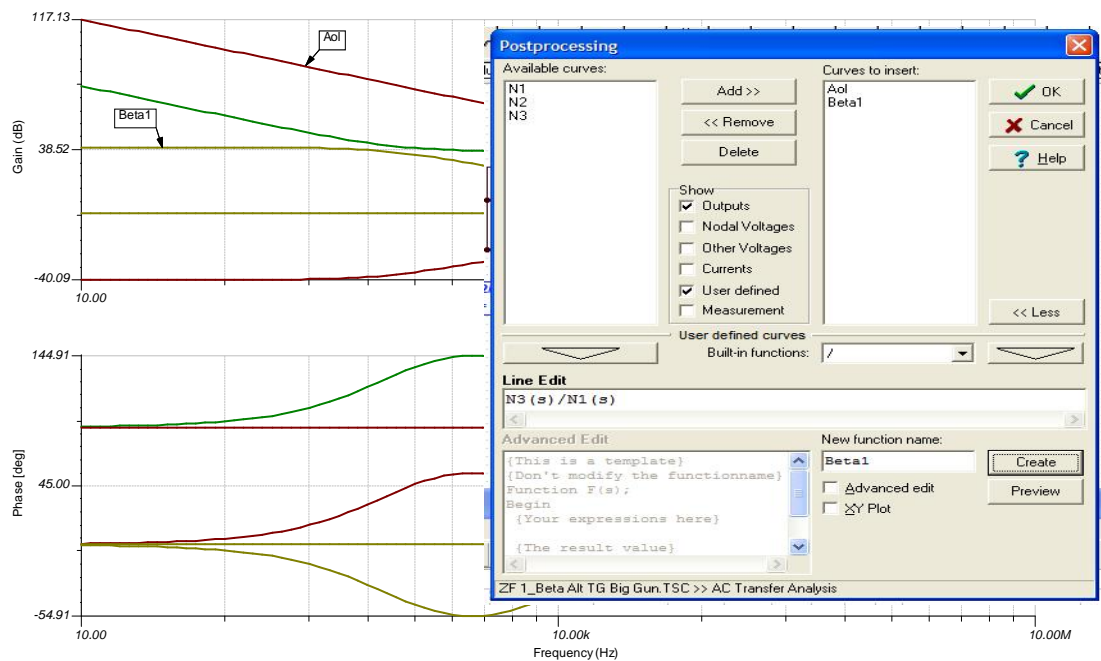 117.13
Aol
Beta1
38.52
Gain (dB)
-40.09
10.00
144.91
45.00
Phase [deg]
-54.91
10.00
10.00k
10.00M
Frequency (Hz)
Postprocessing
Available curves:
N1
N2
N3
Add >>
<< Remove
Delete
Curves to insert:
Aol
Beta1
OK
Cancel
Help
Show
Outputs
Nodal Voltages
Other Voltages
Currents
User defined
Measurement
<< Less
User defined curves
Built-in functions:
/
Line Edit
N3(s)/N1(s)
Advanced Edit
{This is a template}
{Don't modify the functionname}
Function F(s);
Begin
{Your expressions here}
{The result value}
New function name:
Beta1
Create
Advanced edit
Preview
XY Plot
ZF 1_Beta Alt TG Big Gun.TSC >> AC Transfer Analysis